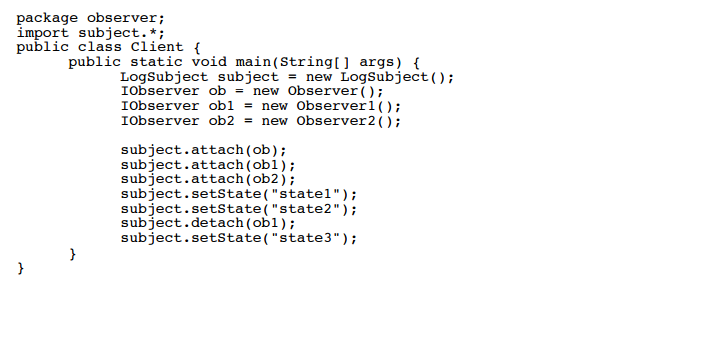 package observer;
import subject.*;
public class Client {
public static void main(String[] args) {
LogSubject subject = new LogSubject();
IObserver ob = new Observer();
IObserver ob1 = new Observer1();
IObserver ob2 = new Observer2();
subject.attach(ob);
subject.attach(ob1);
subject.attach(ob2);
subject.setState("state1");
subject.setState("state2");
subject.detach(ob1);
subject.setState("state3");
}
}